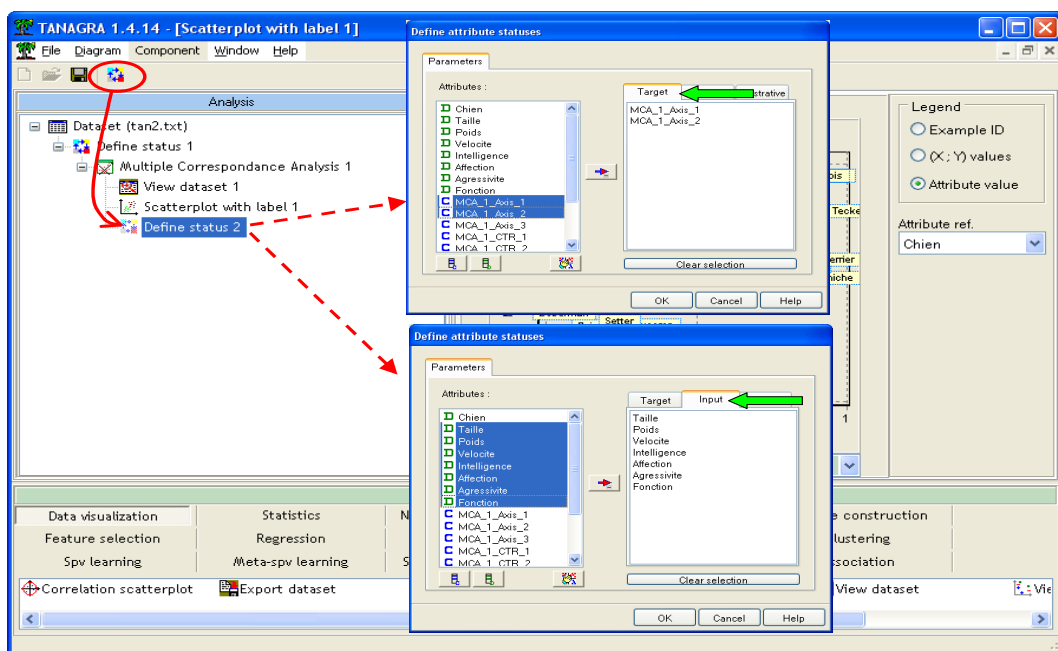 TANAGRA 1.4.14 - [Scatterplot with label 1]
File Diagram Component Window Help
Analysis
Dataset (tan2.txt)
Define status 1
Multiple Correspondance Analysis 1
View dataset 1
Scatterplot with label 1
Define status 2
Define attribute statuses
Parameters
Attributes :
Chien
Taille
Poids
Velocite
Intelligence
Affection
Agressivite
Fonction
MCA_1_Axis_1
MCA_1_Axis_2
MCA_1_Axis_3
MCA_1_CTR_1
MCA_1_CTR_2
Target
MCA_1_Axis_1
MCA_1_Axis_2
Clear selection
OK Cancel Help
Setter
Define attribute statuses
Parameters
Attributes :
Chien
Taille
Poids
Velocite
Intelligence
Affection
Agressivite
Fonction
MCA_1_Axis_1
MCA_1_Axis_2
MCA_1_Axis_3
MCA_1_CTR_1
MCA_1_CTR_2
Target Input
Taille
Poids
Velocite
Intelligence
Affection
Agressivite
Fonction
Clear selection
OK Cancel Help
1
Legend
Example ID
(X ; Y) values
Attribute value
Attribute ref.
Chien
Data visualization Statistics
Feature selection Regression
Spv learning Meta-spv learning
Correlation scatterplot Export dataset View dataset